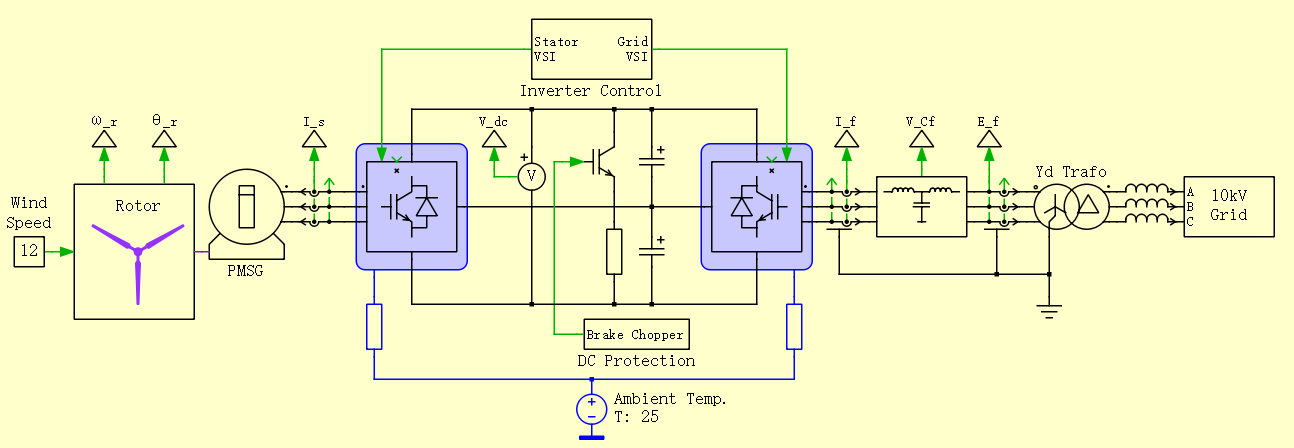 Stator Grid
VSI VSI
Inverter Control
ω_r
θ_r
I_s
V_dc
I_f
V_Cf
E_f
Wind
Speed
12
Rotor
PMSG
V
Yd Trafo
A
B
C
10kV
Grid
Brake Chopper
DC Protection
Ambient Temp.
T: 25